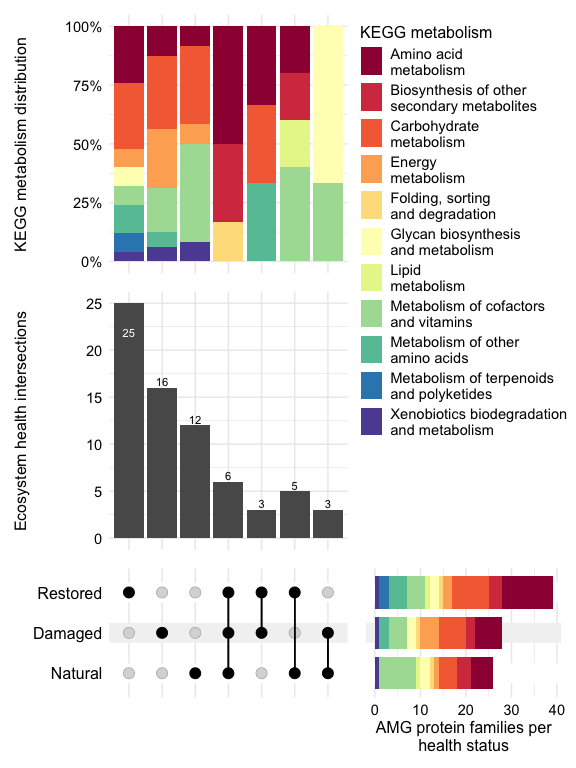 KEGG metabolism distribution
100%
75%
50%
25%
0%
KEGG metabolism
Amino acid
metabolism
Biosynthesis of other
secondary metabolites
Carbohydrate
metabolism
Energy
metabolism
Folding, sorting
and degradation
Glycan biosynthesis
and metabolism
Lipid
metabolism
Metabolism of cofactors
and vitamins
Metabolism of other
amino acids
Metabolism of terpenoids
and polyketides
Xenobiotics biodegradation
and metabolism
Ecosystem health intersections
25
20
15
10
5
0
25
16
12
6
3
5
3
Restored
Damaged
Natural
0 10 20 30 40
AMG protein families per
health status